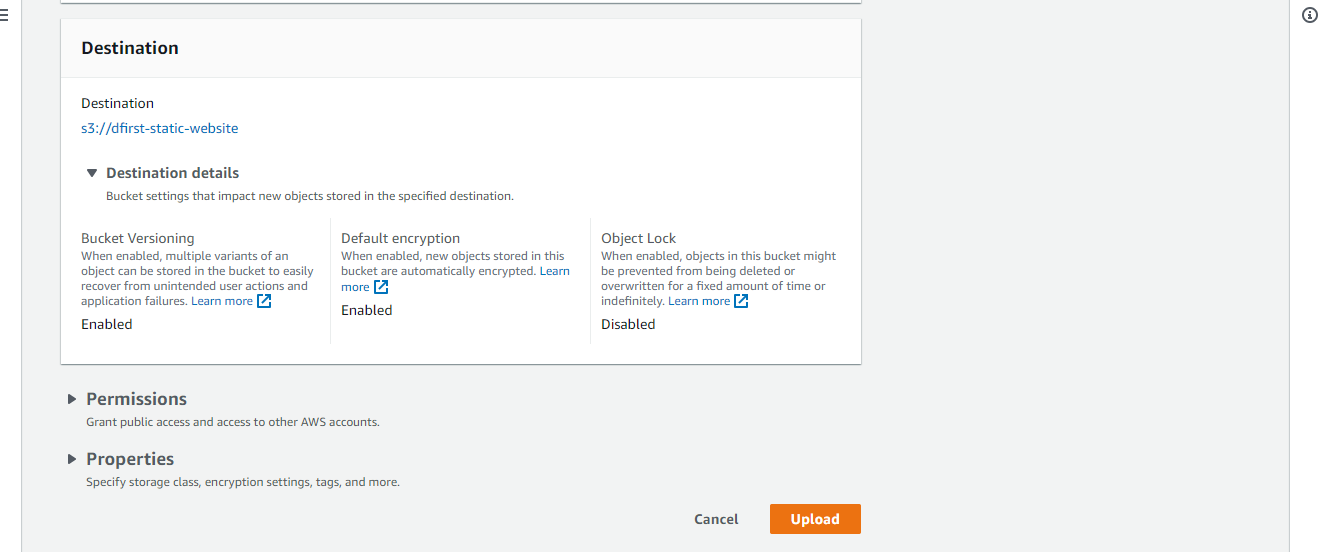 Destination
Destination
s3://dfirst-static-website
Destination details
Bucket settings that impact new objects stored in the specified destination.
Bucket Versioning
When enabled, multiple variants of an
object can be stored in the bucket to easily
recover from unintended user actions and
application failures. Learn more
Enabled
Default encryption
When enabled, new objects stored in this
bucket are automatically encrypted. Learn
more
Enabled
Object Lock
When enabled, objects in this bucket might
be prevented from being deleted or
overwritten for a fixed amount of time or
indefinitely. Learn more
Disabled
Permissions
Grant public access and access to other AWS accounts.
Properties
Specify storage class, encryption settings, tags, and more.
Cancel
Upload